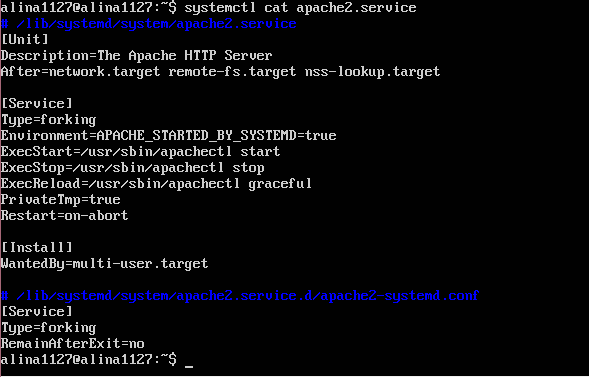 alina1127@alina1127:~$ systemctl cat apache2.service
# /lib/systemd/system/apache2.service
[Unit]
Description=The Apache HTTP Server
After=network.target remote-fs.target nss-lookup.target
[Service]
Type=forking
Environment=APACHE_STARTED_BY_SYSTEMD=true
ExecStart=/usr/sbin/apachectl start
ExecStop=/usr/sbin/apachectl stop
ExecReload=/usr/sbin/apachectl graceful
PrivateTmp=true
Restart=on-abort
[Install]
WantedBy=multi-user.target
# /lib/systemd/system/apache2.service.d/apache2-systemd.conf
[Service]
Type=forking
RemainAfterExit=no
alina1127@alina1127:~$ _